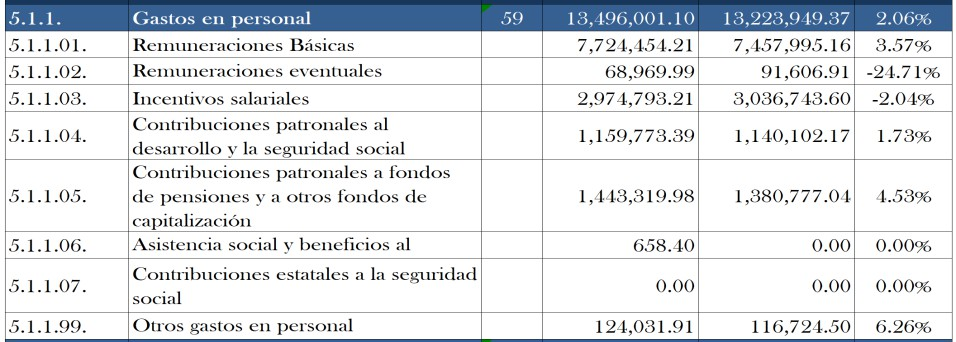 5.1.1. Gastos en personal 59 13,496,001.10 13,223,949.37 2.06%
5.1.1.01. Remuneraciones Básicas 7,724,454.21 7,457,995.16 3.57%
5.1.1.02. Remuneraciones eventuales 68,969.99 91,606.91 -24.71%
5.1.1.03. Incentivos salariales 2,974,793.21 3,036,743.60 -2.04%
5.1.1.04. Contribuciones patronales al
desarrollo y la seguridad social 1,159,773.39 1,140,102.17 1.73%
Contribuciones patronales a fondos
5.1.1.05. de pensiones y a otros fondos de 1,443,319.98 1,380,777.04 4.53%
capitalización
5.1.1.06. Asistencia social y beneficios al 658.40 0.00 0.00%
5.1.1.07. Contribuciones estatales a la seguridad
social 0.00 0.00 0.00%
5.1.1.99. Otros gastos en personal 124,031.91 116,724.50 6.26%